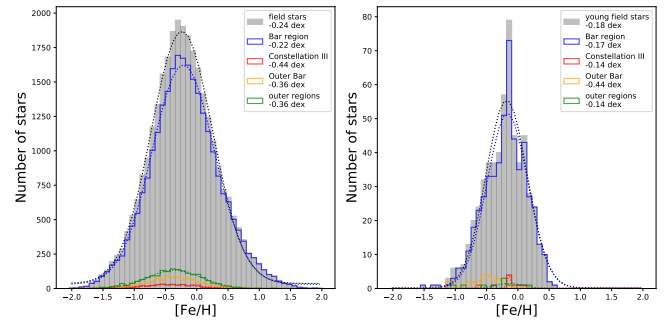 field stars
-0.24 dex
Bar region
-0.22 dex
Constellation III
-0.44 dex
Outer Bar
-0.36 dex
outer regions
-0.36 dex
Number of stars
2000
1750
1500
1250
1000
750
500
250
0
−2.0 −1.5 −1.0 −0.5 0.0 0.5 1.0 1.5 2.0
[Fe/H]
young field stars
-0.18 dex
Bar region
-0.17 dex
Constellation III
-0.14 dex
Outer Bar
-0.44 dex
outer regions
-0.14 dex
Number of stars
80
70
60
50
40
30
20
10
0
−2.0 −1.5 −1.0 −0.5 0.0 0.5 1.0 1.5 2.0
[Fe/H]